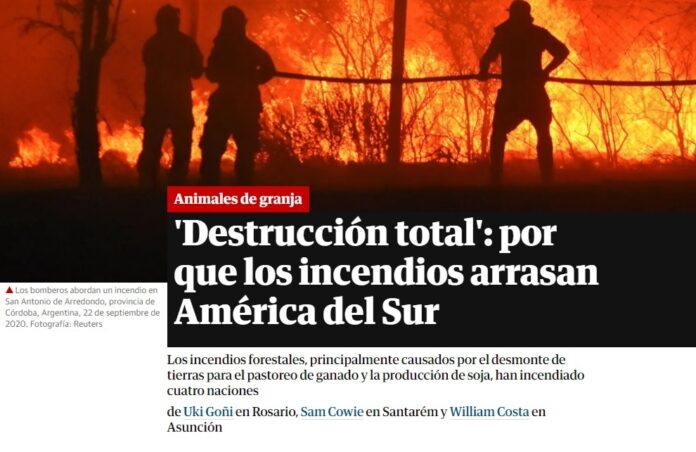 Animales de granja
'Destrucción total': por
que los incendios arrasan
América del Sur
Los bomberos abordan un incendio en
San Antonio de Arredondo, provincia de
Córdoba, Argentina, 22 de septiembre de
2020. Fotografía: Reuters
Los incendios forestales, principalmente causados por el desmonte de
tierras para el pastoreo de ganado y la producción de soja, han incendiado
cuatro naciones
de Uki Goñi en Rosario, Sam Cowie en Santarém y William Costa en
Asunción